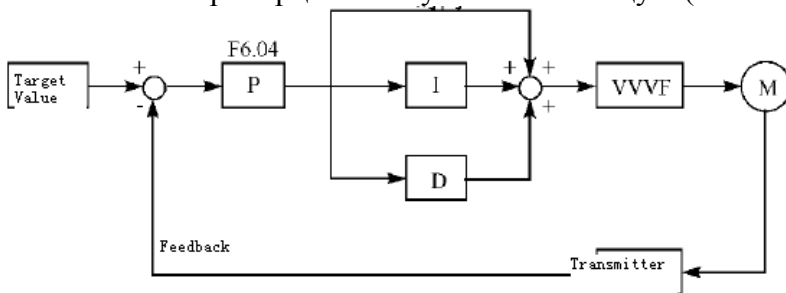 F6.04
Target
Value
+
-
P
I
D
+
+
+
VVVF
M
Feedback
Transmitter